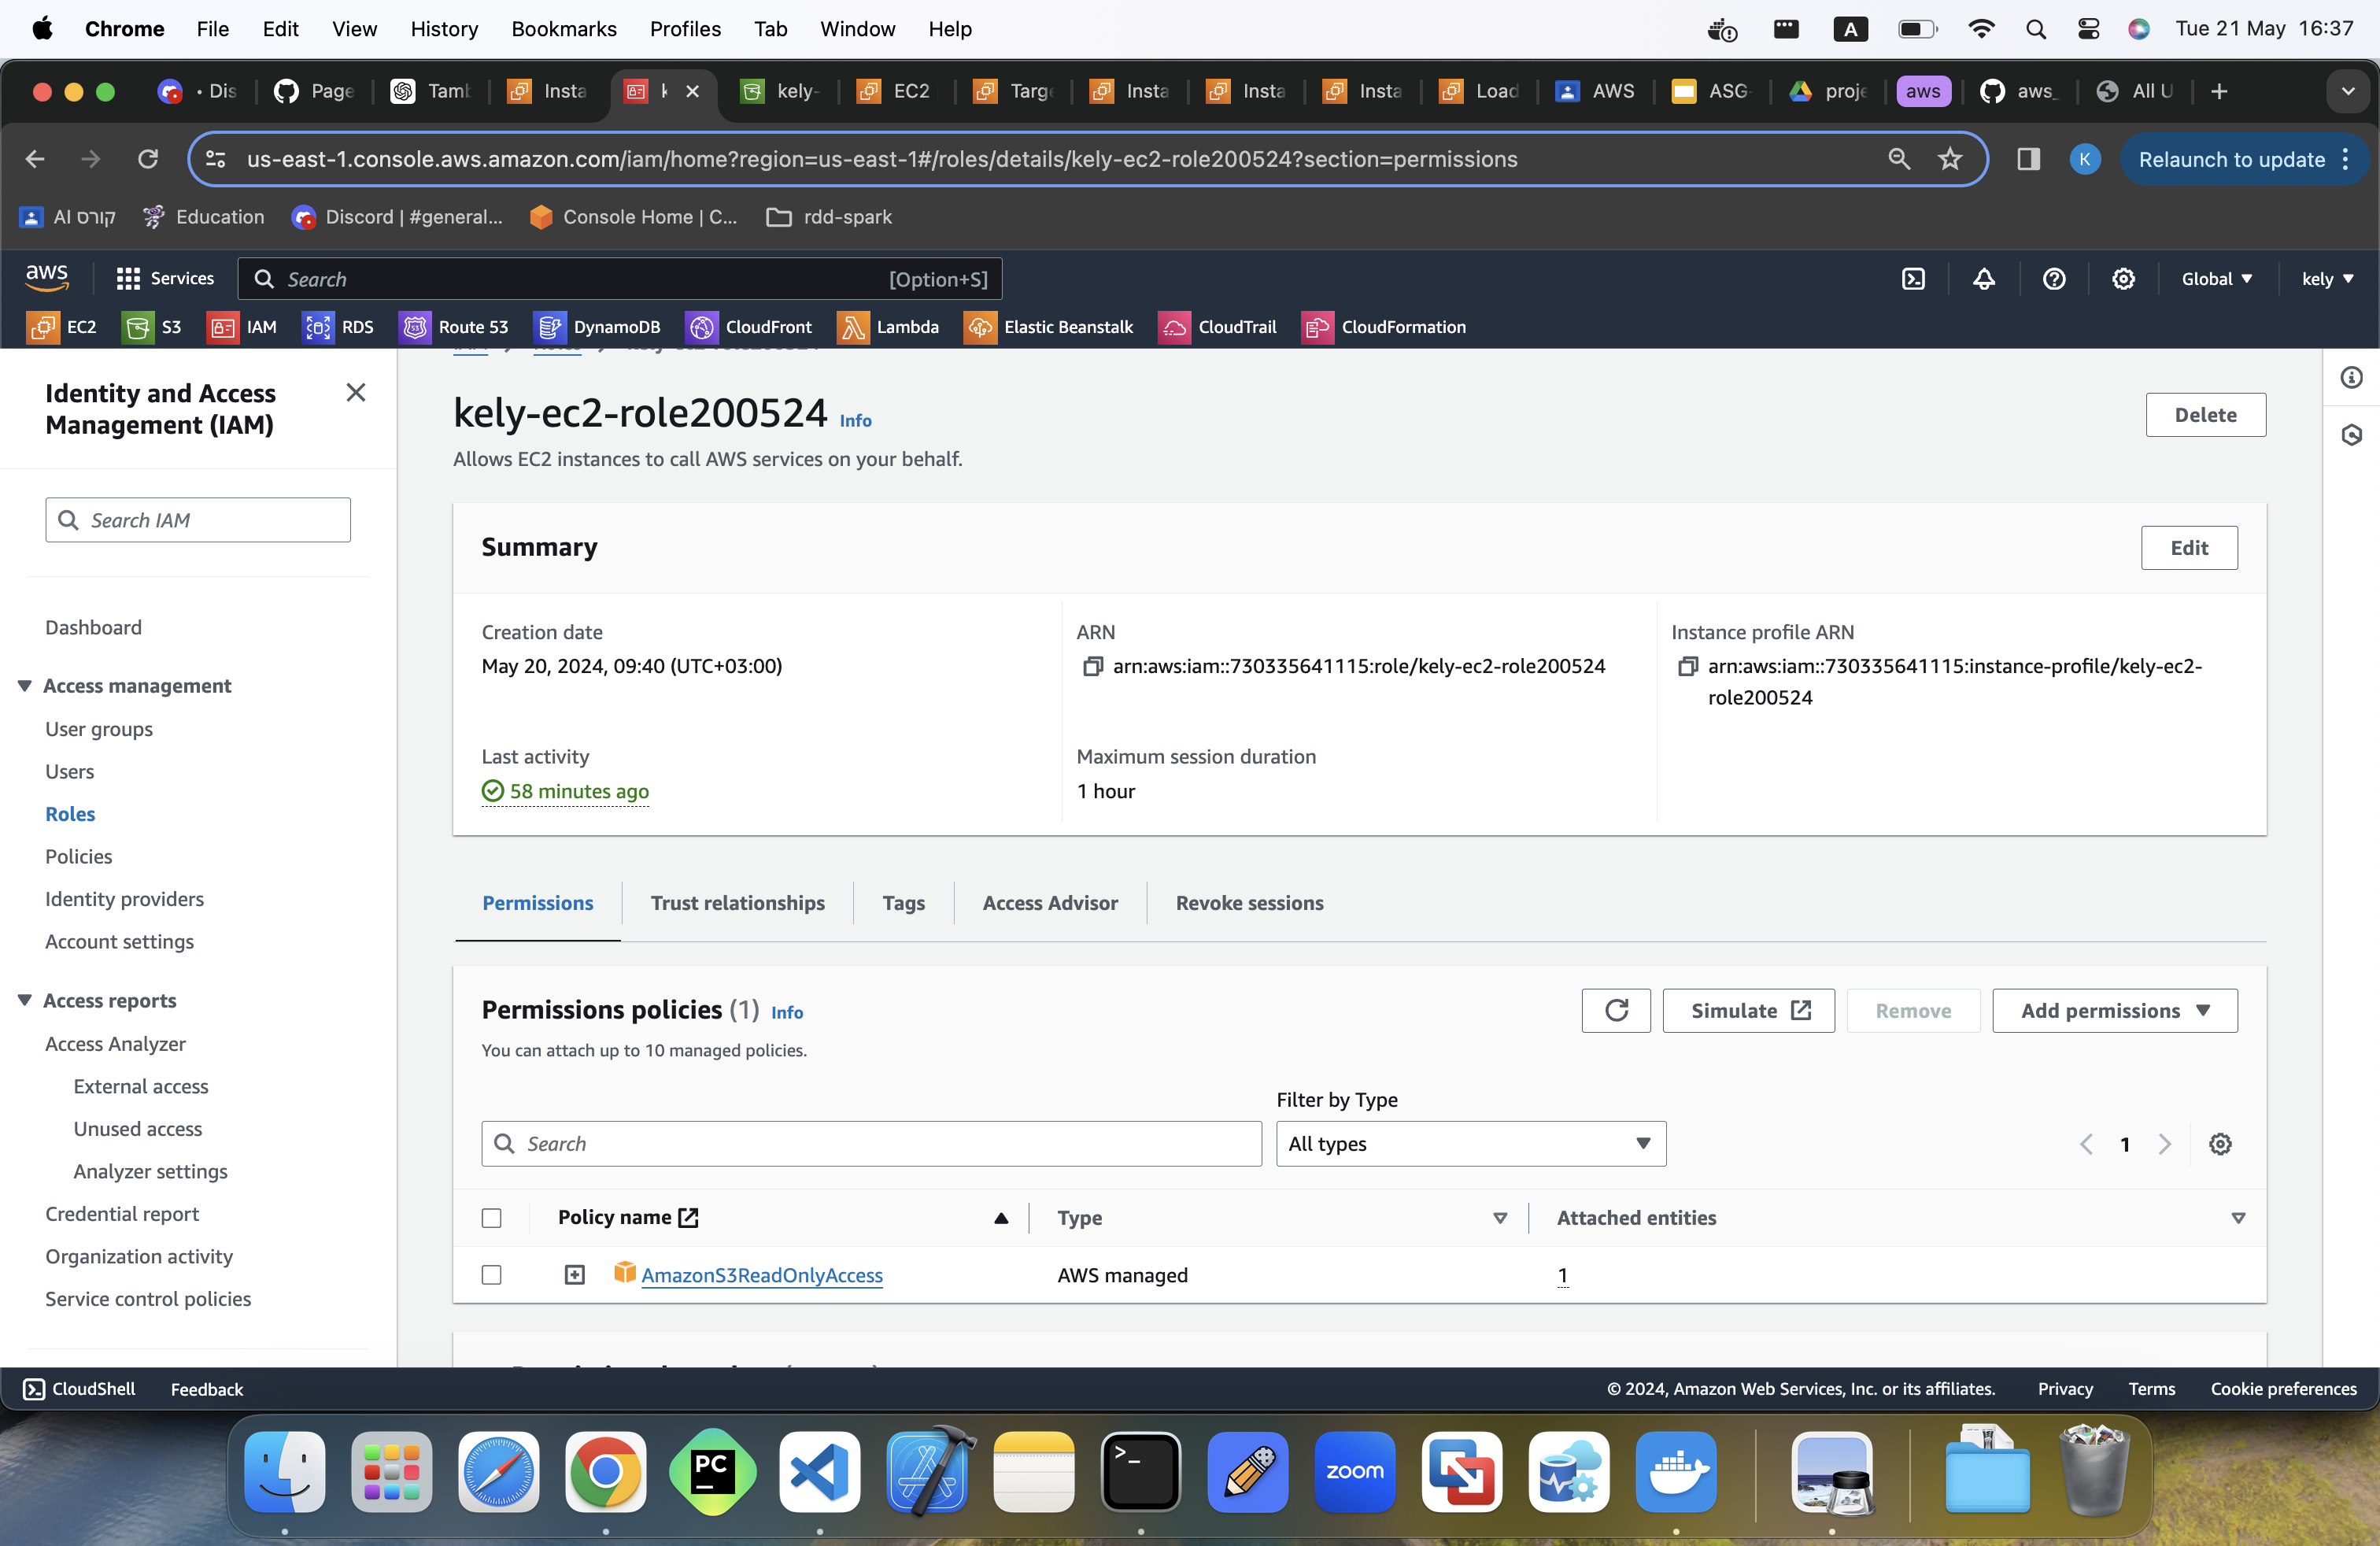 Chrome File Edit View History Bookmarks Profiles Tab Window Help A Tue 21 May 16:37
• Dis Page Tam Insta kely- EC2 Targ Insta Insta Insta Load AWS ASG- proje aws aws_ All U
us-east-1.console.aws.amazon.com/iam/home?region=us-east-1#/roles/details/kely-ec2-role200524?section=permissions K Relaunch to update
AI קורס Education Discord | #general... Console Home | C... rdd-spark
aws Services Search [Option+S] Global kely
EC2 S3 IAM RDS Route 53 DynamoDB CloudFront Lambda Elastic Beanstalk CloudTrail CloudFormation
Identity and Access
Management (IAM)
Search IAM
Dashboard
Access management
User groups
Users
Roles
Policies
Identity providers
Account settings
Access reports
Access Analyzer
External access
Unused access
Analyzer settings
Credential report
Organization activity
Service control policies
kely-ec2-role200524 Info
Delete
Allows EC2 instances to call AWS services on your behalf.
Summary
Edit
Creation date
May 20, 2024, 09:40 (UTC+03:00)
ARN
arn:aws:iam::730335641115:role/kely-ec2-role200524
Instance profile ARN
arn:aws:iam::730335641115:instance-profile/kely-ec2-
role200524
Last activity
58 minutes ago
Maximum session duration
1 hour
Permissions Trust relationships Tags Access Advisor Revoke sessions
Permissions policies (1) Info
Simulate Remove Add permissions
You can attach up to 10 managed policies.
Filter by Type
Search
All types
1
Policy name Type Attached entities
AmazonS3ReadOnlyAccess AWS managed 1
CloudShell Feedback © 2024, Amazon Web Services, Inc. or its affiliates. Privacy Terms Cookie preferences
PC zoom